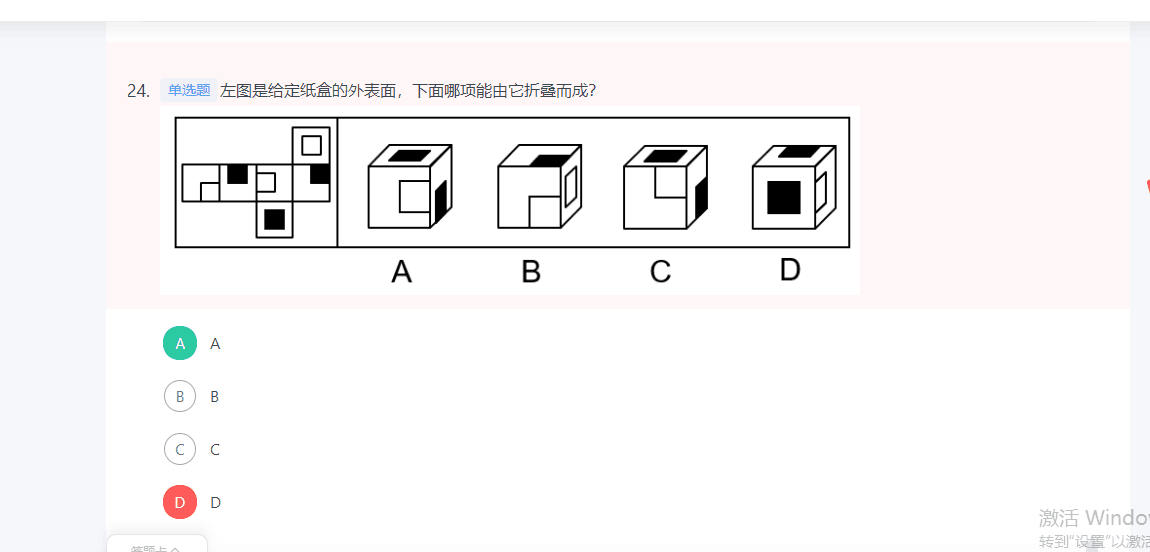 24. 单选题 左图是给定纸盒的外表面，下面哪项能由它折叠而成?
A B C D
A A
B B
C C
D D
激活 Windo
转到"设置"以激活
答题卡